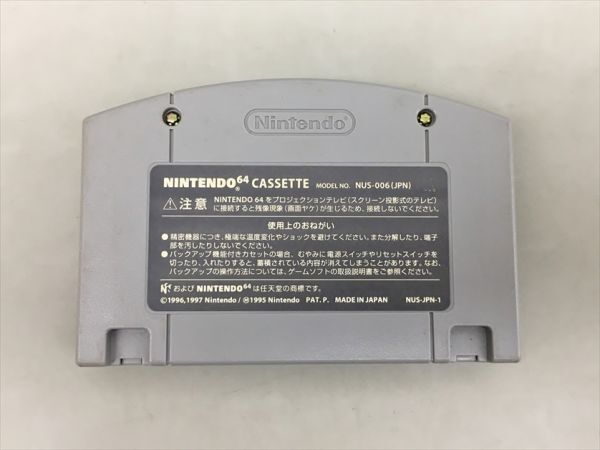 Nintendo
NINTENDO64 CASSETTE MODEL NO. NUS-006(JPN)
⚠注意 NINTENDO 64 をプロジェクションテレビ(スクリーン投影式のテレビ)
に接続すると残像現象(画面ヤケ)が生じるため、接続しないでください。
使用上のおねがい
●精密機器につき、極端な温度変化やショックを避けてください。また分解したり、端子
部を汚したりしないでください。
●バックアップ機能付きカセットの場合、むやみに電源スイッチやリセットスイッチを
切ったり、入れたりすると、蓄積されている内容が消えてしまうことがあります。なお、
バックアップの操作方法については、ゲームソフトの取扱説明書をご参照ください。
および NINTENDO64 は任天堂の商標です。
©1996,1997 Nintendo / Ⓜ1995 Nintendo PAT. P. MADE IN JAPAN NUS-JPN-1